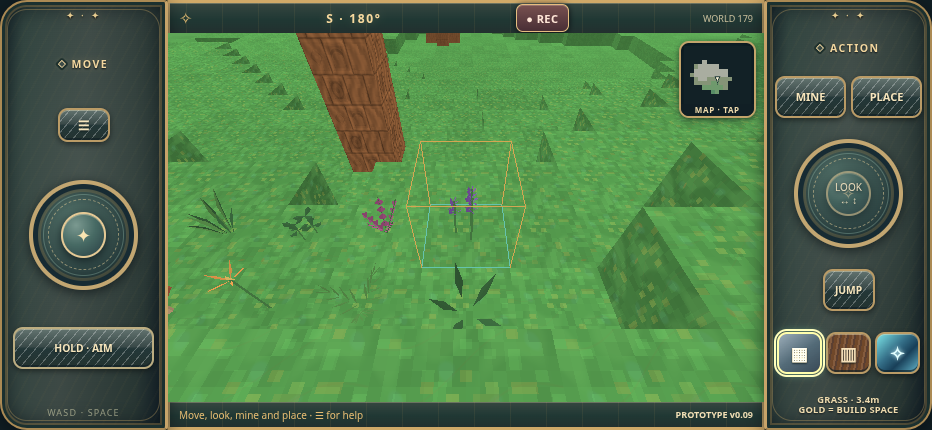 MOVE
HOLD · AIM
WASD · SPACE
S · 180°
● REC
WORLD 179
MAP · TAP
Move, look, mine and place · ☰ for help
PROTOTYPE v0.09
ACTION
MINE
PLACE
LOOK
JUMP
GRASS · 3.4m
GOLD = BUILD SPACE